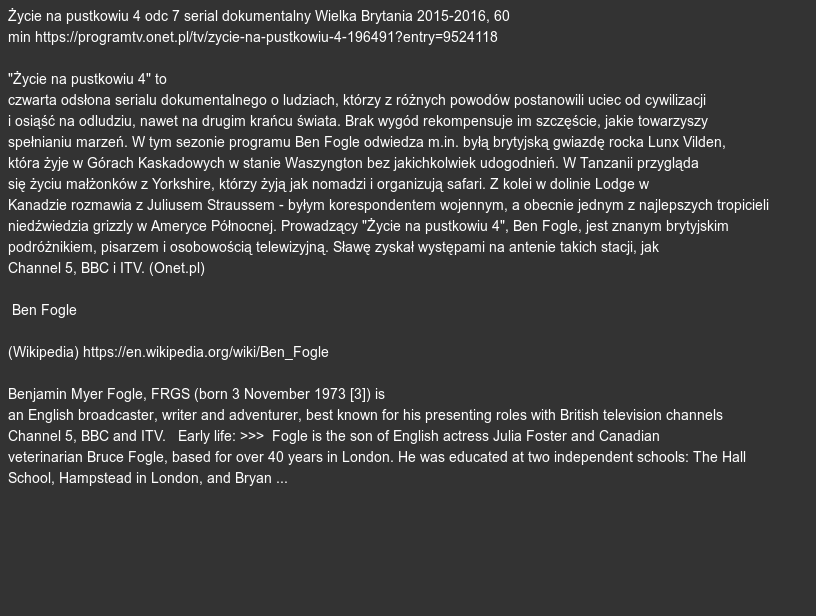 Życie na pustkowiu 4 odc 7 serial dokumentalny Wielka Brytania 2015-2016, 60
min https://programtv.onet.pl/tv/zycie-na-pustkowiu-4-196491?entry=9524118
"Życie na pustkowiu 4" to
czwarta odsłona serialu dokumentalnego o ludziach, którzy z różnych powodów postanowili uciec od cywilizacji
i osiąść na odludziu, nawet na drugim krańcu świata. Brak wygód rekompensuje im szczęście, jakie towarzyszy
spełnianiu marzeń. W tym sezonie programu Ben Fogle odwiedza m.in. byłą brytyjską gwiazdę rocka Lunx Vilden,
która żyje w Górach Kaskadowych w stanie Waszyngton bez jakichkolwiek udogodnień. W Tanzanii przygląda
się życiu małżonków z Yorkshire, którzy żyją jak nomadzi i organizują safari. Z kolei w dolinie Lodge w
Kanadzie rozmawia z Juliusem Straussem - byłym korespondentem wojennym, a obecnie jednym z najlepszych tropicieli
niedźwiedzia grizzly w Ameryce Północnej. Prowadzący "Życie na pustkowiu 4", Ben Fogle, jest znanym brytyjskim
podróżnikiem, pisarzem i osobowością telewizyjną. Sławę zyskał występami na antenie takich stacji, jak
Channel 5, BBC i ITV. (Onet.pl)
Ben Fogle
(Wikipedia) https://en.wikipedia.org/wiki/Ben_Fogle
Benjamin Myer Fogle, FRGS (born 3 November 1973 [3]) is
an English broadcaster, writer and adventurer, best known for his presenting roles with British television channels
Channel 5, BBC and ITV.   Early life: >>>  Fogle is the son of English actress Julia Foster and Canadian
veterinarian Bruce Fogle, based for over 40 years in London. He was educated at two independent schools: The Hall
School, Hampstead in London, and Bryan ...